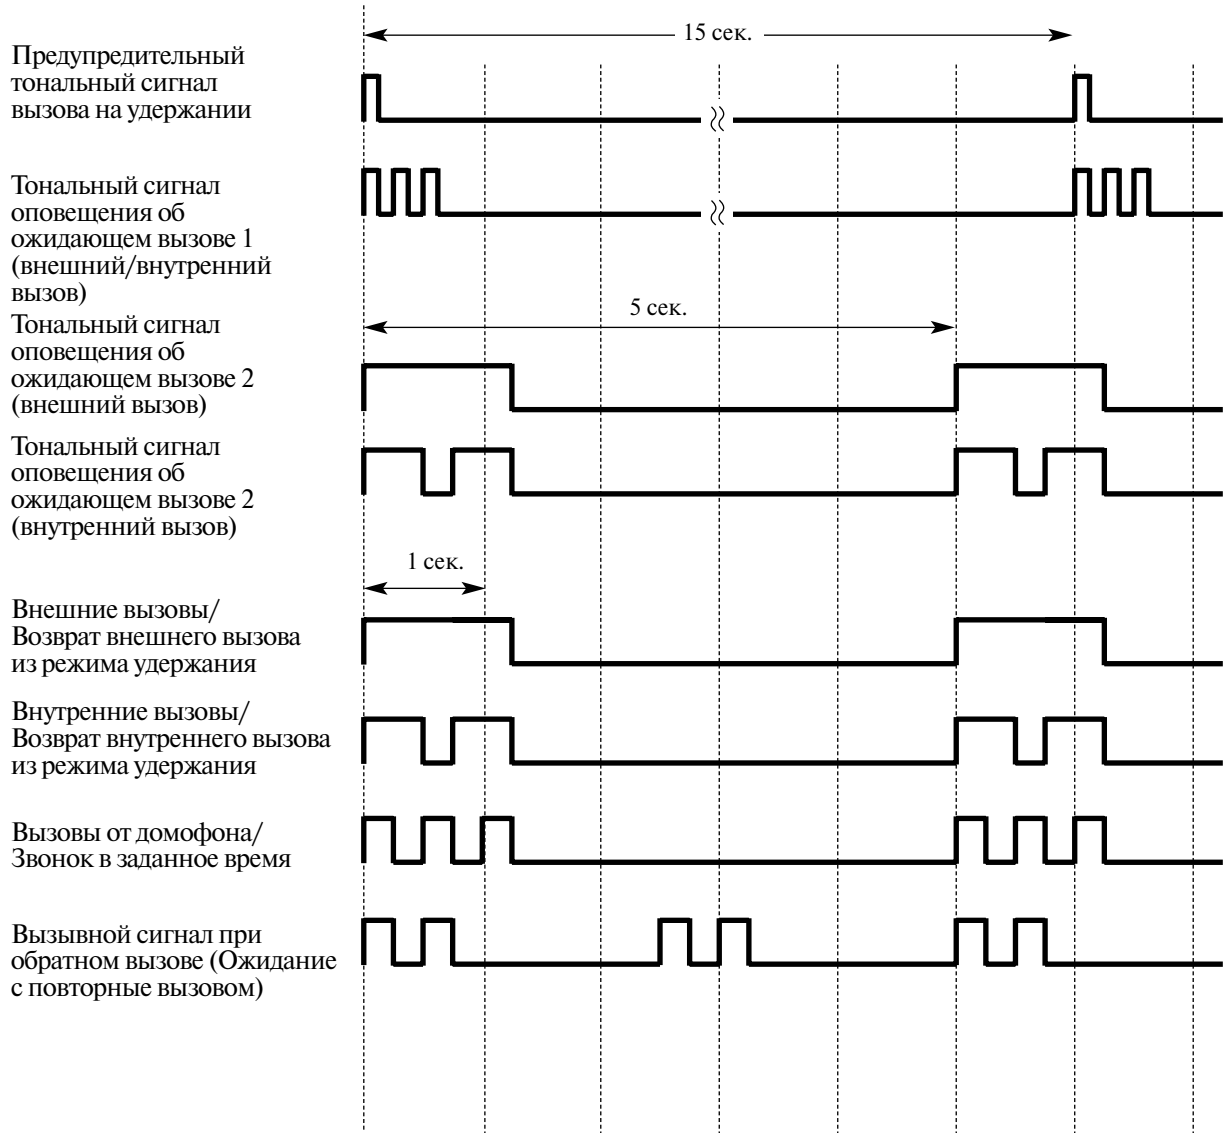 15 сек.
Предупредительный
тональный сигнал
вызова на удержании
Тональный сигнал
оповещения об
ожидающем вызове 1
(внешний/внутренний
вызов)
5 сек.
Тональный сигнал
оповещения об
ожидающем вызове 2
(внешний вызов)
Тональный сигнал
оповещения об
ожидающем вызове 2
(внутренний вызов)
1 сек.
Внешние вызовы/
Возврат внешнего вызова
из режима удержания
Внутренние вызовы/
Возврат внутреннего вызова
из режима удержания
Вызовы от домофона/
Звонок в заданное время
Вызывной сигнал при
обратном вызове (Ожидание
с повторные вызовом)